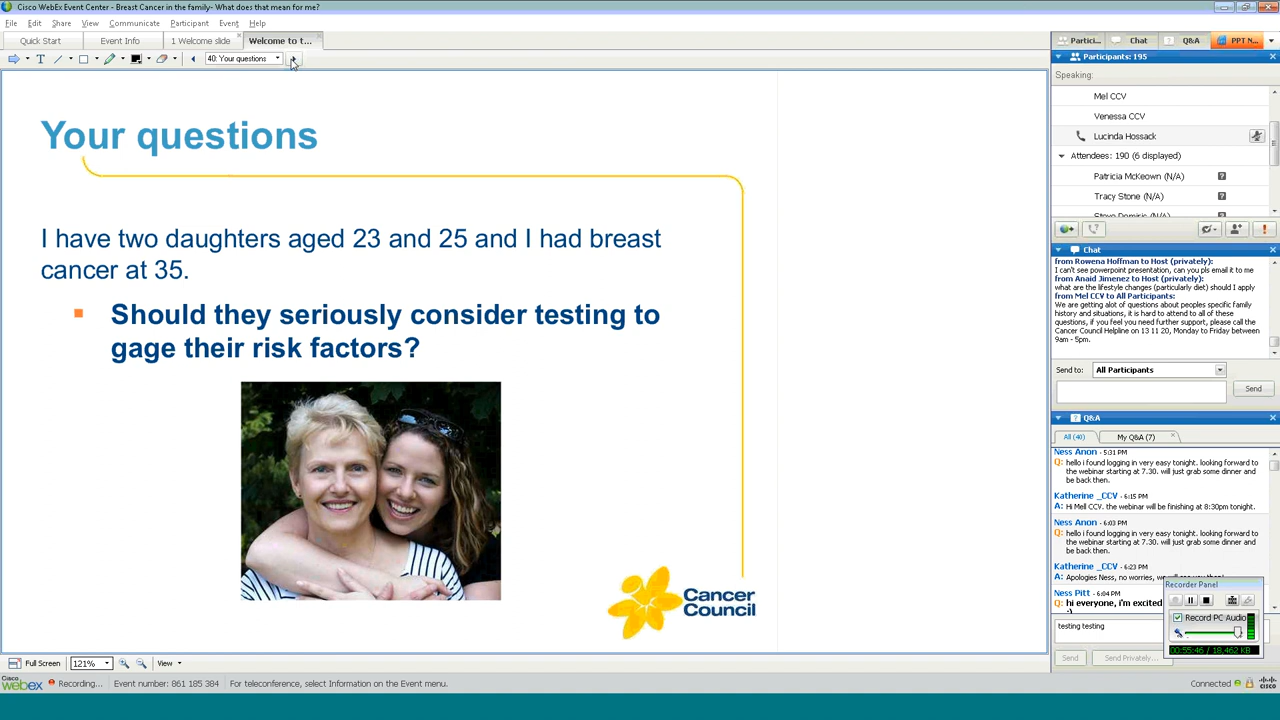 Cisco WebEx Event Center - Breast Cancer in the family- What does that mean for me?
File Edit Share View Communicate Participant Event Help
Quick Start Event Info 1 Welcome slide Welcome to t...
40: Your questions
Your questions
I have two daughters aged 23 and 25 and I had breast
cancer at 35.
Should they seriously consider testing to
gage their risk factors?
Cancer
Council
Partici... Chat Q&A PPT N...
Participants: 195
Speaking:
Mel CCV
Venessa CCV
Lucinda Hossack
Attendees: 190 (6 displayed)
Patricia McKeown (N/A)
Tracy Stone (N/A)
Chat
from Rowena Hoffman to Host (privately):
I can't see powerpoint presentation, can you pls email it to me
from Anaid Jimenez to Host (privately):
what are the lifestyle changes (particularly diet) should I apply
from Mel CCV to All Participants:
We are getting alot of questions about peoples specific family
history and situations, it is hard to attend to all of these
questions, if you feel you need further support, please call the
Cancer Council Helpline on 13 11 20, Monday to Friday between
9am - 5pm.
Send to: All Participants
Send
Q&A
All (40) My Q&A (7)
Ness Anon - 5:31 PM
Q: hello i found logging in very easy tonight. looking forward to
the webinar starting at 7.30. will just grab some dinner and
be back then.
Katherine _CCV - 6:15 PM
A: Hi Mell CCV. the webinar will be finishing at 8:30pm tonight.
Ness Anon - 6:03 PM
Q: hello i found logging in very easy tonight. looking forward to
the webinar starting at 7.30. will just grab some dinner and
be back then.
Katherine _CCV - 6:23 PM
A: Apologies Ness, no worries, we
Ness Pitt - 6:04 PM
Q: hi everyone, i'm excited
:)
Recorder Panel
Record PC Audio
00:55:46 / 18,462 KB
testing testing
Send Send Privately...
Full Screen 121% View
Cisco
webex Recording... Event number: 861 185 384 For teleconference, select Information on the Event menu. Connected
CISCO